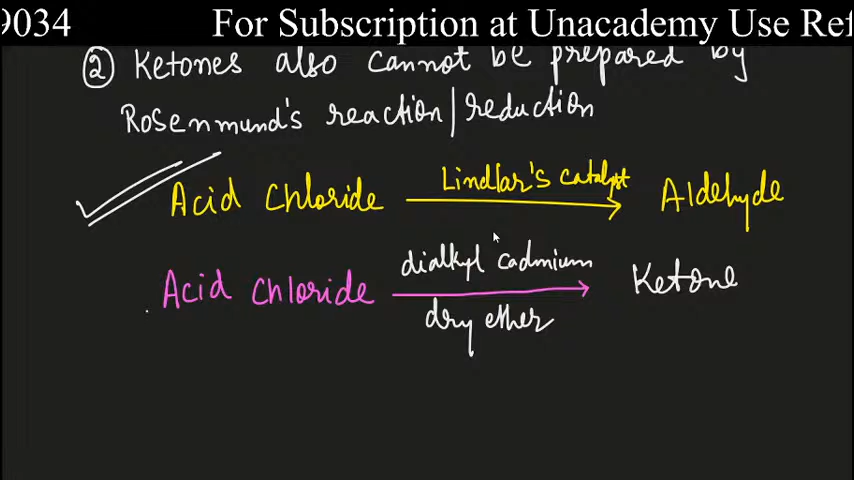 9034 For Subscription at Unacademy Use Ref
② Ketones also cannot be prepared by
Rosenmund's reaction/reduction
Acid Chloride Lindlar's catalyst Aldehyde
Acid Chloride dialkyl cadmium Ketone
dry ether